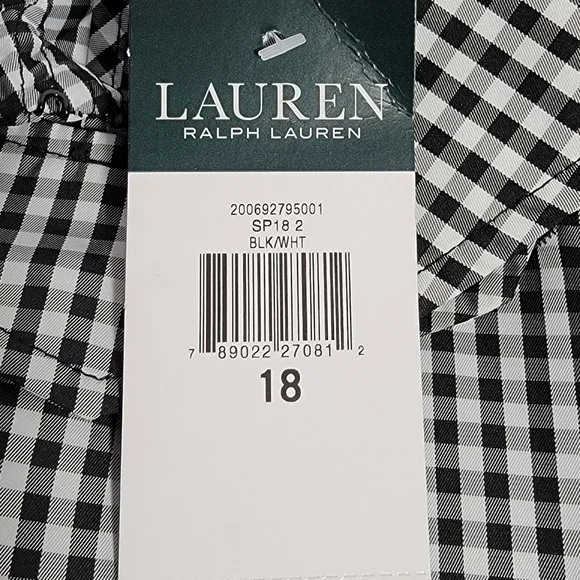 LAUREN
RALPH LAUREN
200692795001
SP18 2
BLK/WHT
7 89022 27081 2
18